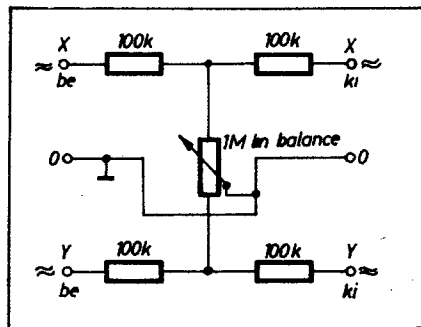 X 100k 100k X
≈ be ki ≈
1M lin balance
0 0
Y 100k 100k Y
≈ be ki ≈